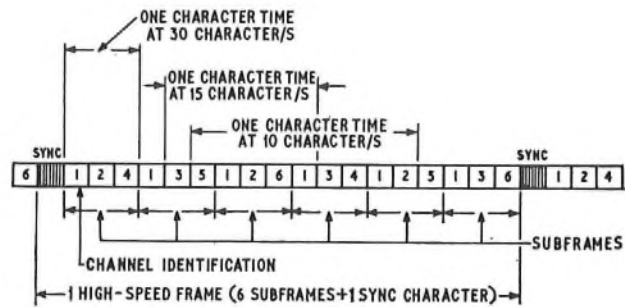 ONE CHARACTER TIME
AT 30 CHARACTER/S
ONE CHARACTER TIME
AT 15 CHARACTER/S
ONE CHARACTER TIME
AT 10 CHARACTER/S
SYNC SYNC
6 1 2 4 1 3 5 1 2 6 1 3 4 1 2 5 1 3 6 1 2 4
SUBFRAMES
CHANNEL IDENTIFICATION
1 HIGH-SPEED FRAME (6 SUBFRAMES+1 SYNC CHARACTER)